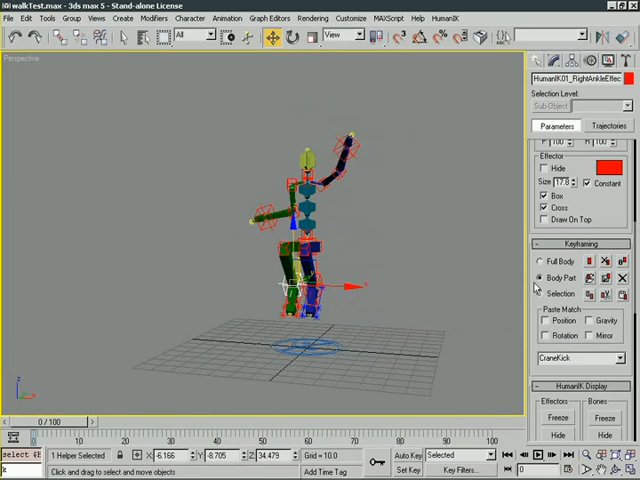 walkTest.max - 3ds max 5 - Stand-alone License
File Edit Tools Group Views Create Modifiers Character Animation Graph Editors Rendering Customize MAXScript Help HumanIK
All
View
Perspective
HumanIK01_RightAnkleEffec
Selection Level:
Sub-Object
Parameters Trajectories
P 100 R 100
Effector
Hide
Size 17.8 Constant
Box
Cross
Draw On Top
Keyframing
Full Body
Body Part
Selection
Paste Match
Position Gravity
Rotation Mirror
CraneKick
HumanIK Display
Effectors Bones
Freeze Freeze
Hide Hide
x
z
0 / 100
0 10 20 30 40 50 60 70 80 90 100
1 Helper Selected X: -6.166 Y: -8.705 Z: 34.479 Grid = 10.0
Auto Key Selected
Click and drag to select and move objects Add Time Tag
Set Key Key Filters... 0